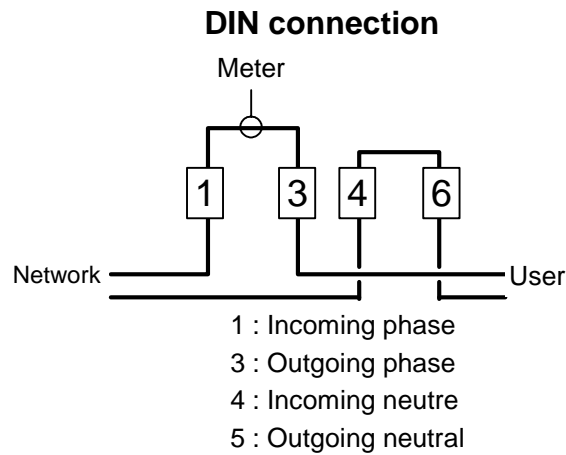 DIN connection
Meter
1 3 4 6
Network
User
1 : Incoming phase
3 : Outgoing phase
4 : Incoming neutre
5 : Outgoing neutral